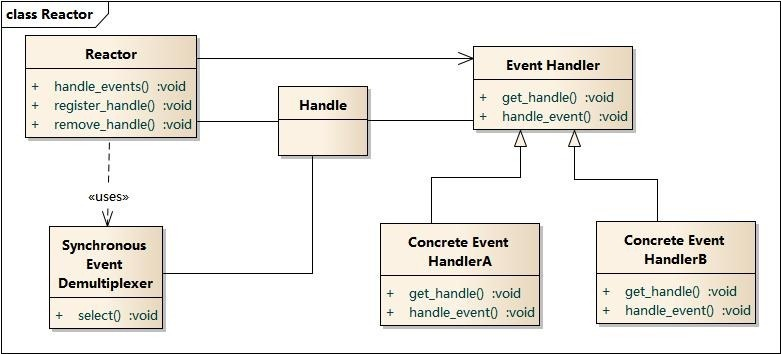 class Reactor
Reactor
+ handle_events() :void
+ register_handle() :void
+ remove_handle() :void
Handle
Event Handler
+ get_handle() :void
+ handle_event() :void
«uses»
Synchronous
Event
Demultiplexer
+ select() :void
Concrete Event
HandlerA
+ get_handle() :void
+ handle_event() :void
Concrete Event
HandlerB
+ get_handle() :void
+ handle_event() :void